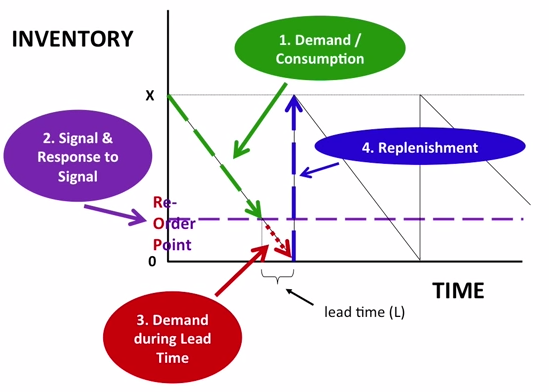 INVENTORY
1. Demand /
Consumption
X
2. Signal &
Response to
Signal
4. Replenishment
Re-
Order
Point
0
TIME
lead time (L)
3. Demand
during Lead
Time